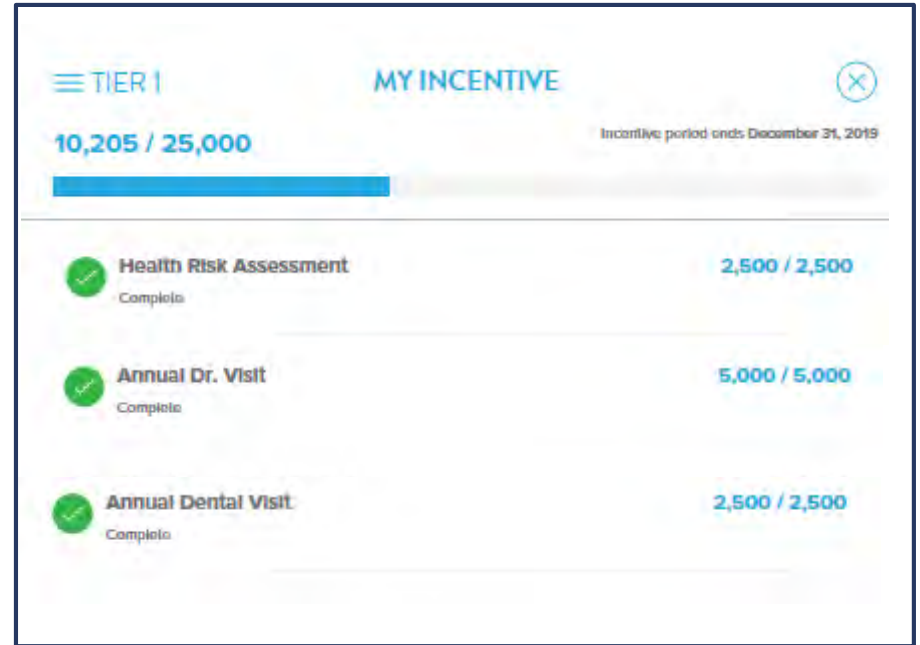 TIER 1
MY INCENTIVE
10,205 / 25,000
Incentive period ends December 31, 2019
Health Risk Assessment
2,500 / 2,500
Complete
Annual Dr. Visit
5,000 / 5,000
Complete
Annual Dental Visit
2,500 / 2,500
Complete